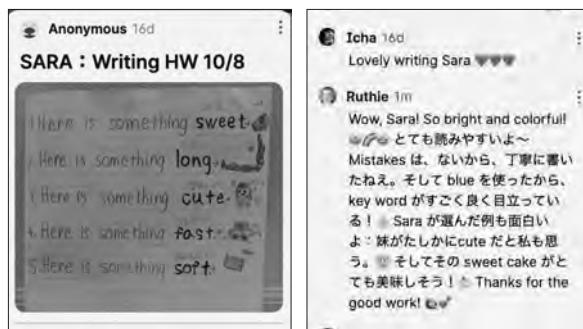 Anonymous 16d
SARA : Writing HW 10/8
1. Here is something sweet.
2. Here is something long.
3. Here is something cute.
4. Here is something fast.
5. Here is something soft.
Icha 16d
Lovely writing Sara
Ruthie 1m
Wow, Sara! So bright and colorful!
とても読みやすいよ〜
Mistakes は、ないから、丁寧に書い
たねえ。そして blue を使ったから、
key word がすごく良く目立ってい
る! Sara が選んだ例も面白い
よ:妹がたしかにcute だと私も思
う。 そしてその sweet cake がと
ても美味しそう! Thanks for the
good work!